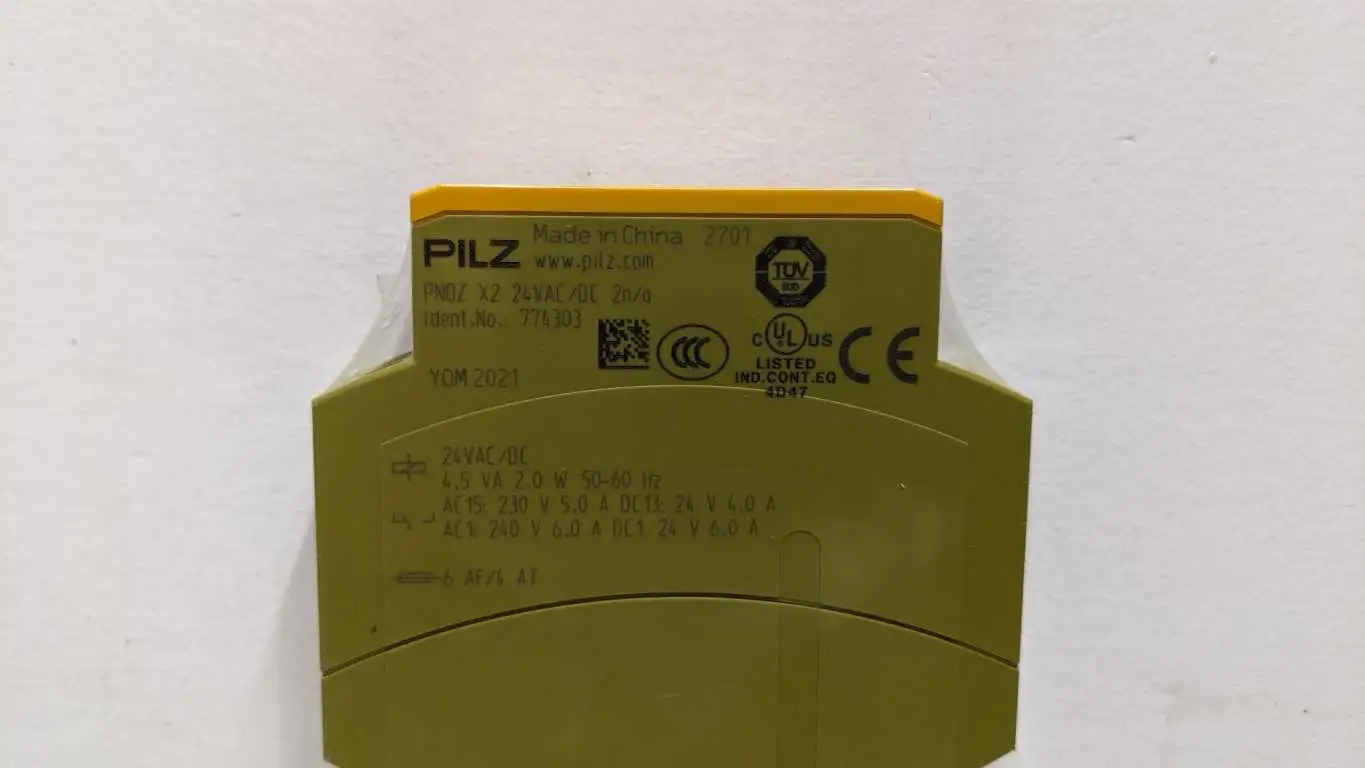 PILZ
Made in China 2701
www.pilz.com
PNOZ X2 24VAC/DC 2n/o
Ident.No. 774303
YOM 2021
TÜV
SÜD
CCC
C UL US
LISTED
IND.CONT.EQ
4D47
CE
24VAC/DC
4.5 VA 2.0 W 50-60 Hz
AC15: 230 V 5.0 A DC13: 24 V 4.0 A
AC1: 240 V 6.0 A DC1: 24 V 6.0 A
6 AF/4 AT